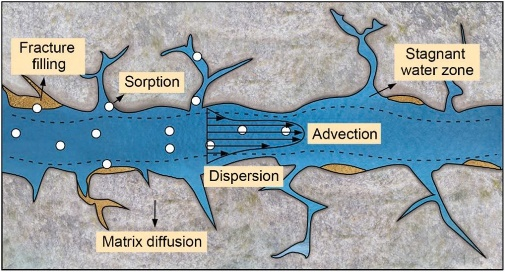 Fracture
filling
Sorption
Stagnant
water zone
Advection
Dispersion
Matrix diffusion